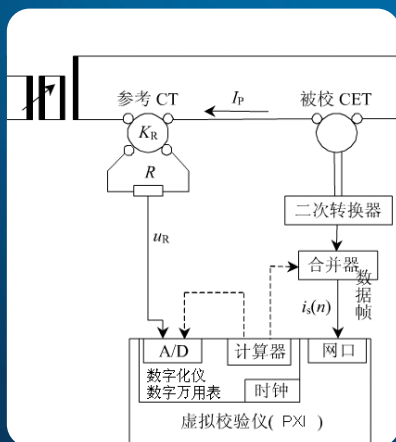 参考 CT
I_P
被校 CET
K_R
R
二次转换器
u_R
合并器
数据帧
i_s(n)
A/D
计算器
网口
数字化仪
数字万用表
时钟
虚拟校验仪( PXI )